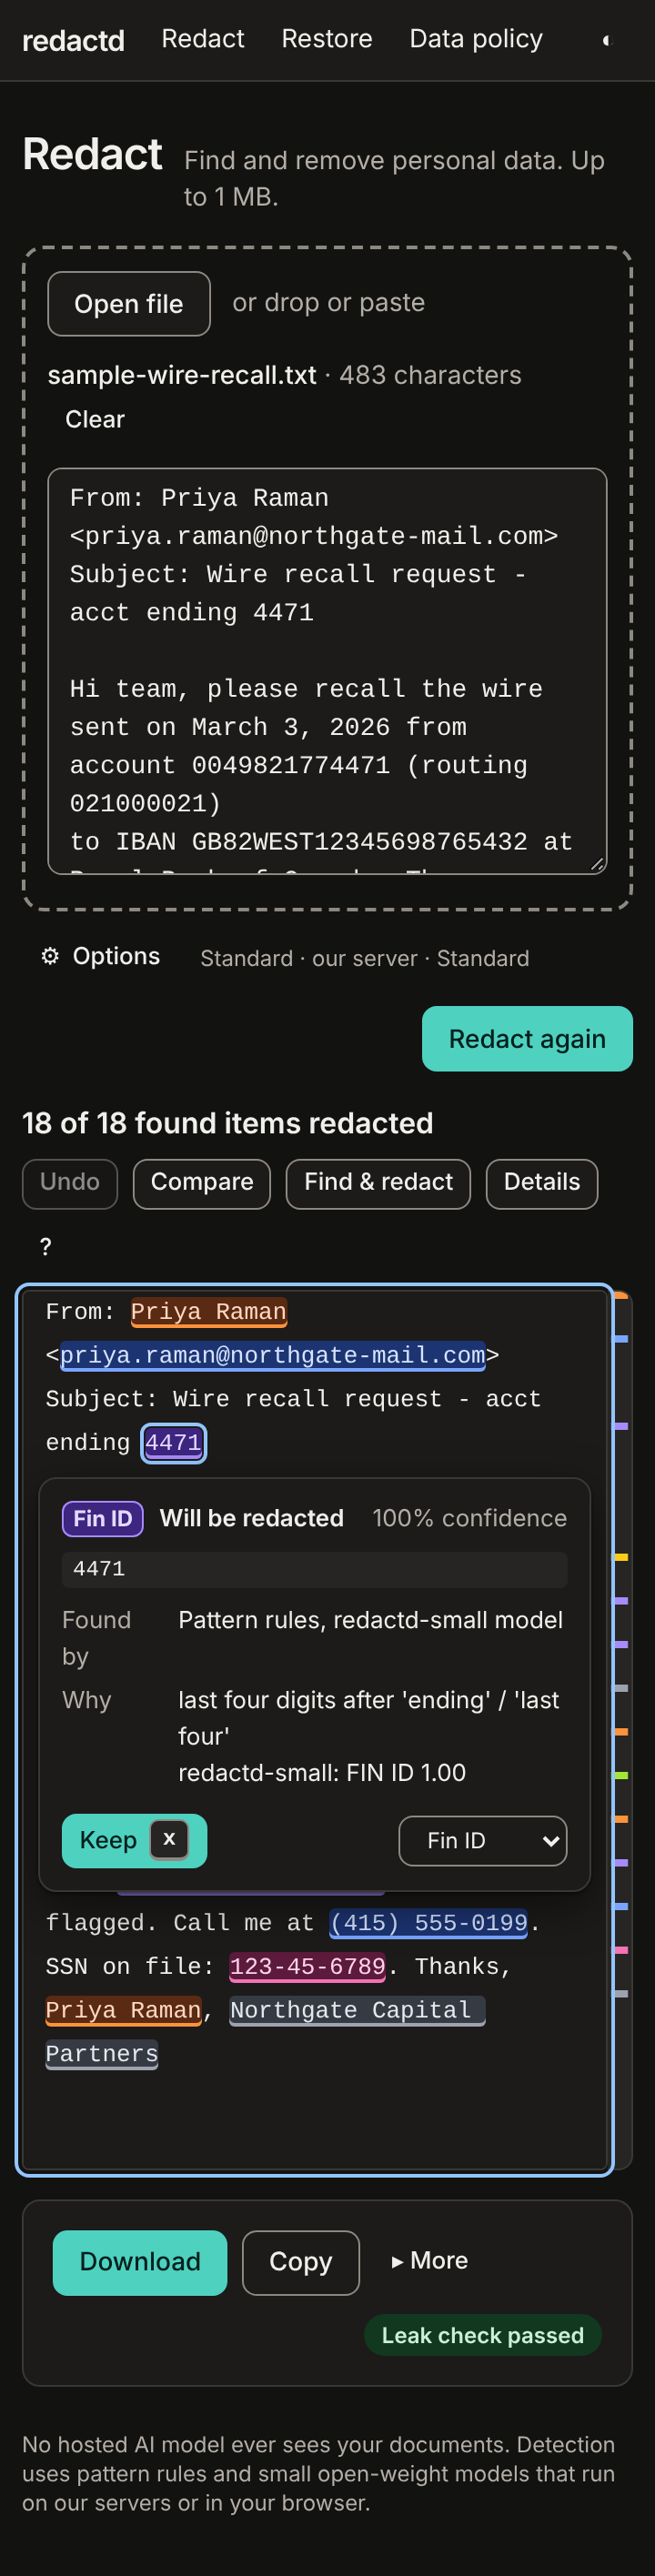 redactd Redact Restore Data policy
Redact Find and remove personal data. Up
to 1 MB.
Open file or drop or paste
sample-wire-recall.txt · 483 characters
Clear
From: Priya Raman
<priya.raman@northgate-mail.com>
Subject: Wire recall request -
acct ending 4471
Hi team, please recall the wire
sent on March 3, 2026 from
account 0049821774471 (routing
021000021)
to IBAN GB82WEST12345698765432 at
⚙ Options Standard · our server · Standard
Redact again
18 of 18 found items redacted
Undo Compare Find & redact Details
?
From: Priya Raman
<priya.raman@northgate-mail.com>
Subject: Wire recall request - acct
ending 4471
Fin ID Will be redacted 100% confidence
4471
Found by Pattern rules, redactd-small model
Why last four digits after 'ending' / 'last
four'
redactd-small: FIN ID 1.00
Keep x Fin ID
flagged. Call me at (415) 555-0199.
SSN on file: 123-45-6789. Thanks,
Priya Raman, Northgate Capital
Partners
Download Copy ▸ More
Leak check passed
No hosted AI model ever sees your documents. Detection
uses pattern rules and small open-weight models that run
on our servers or in your browser.